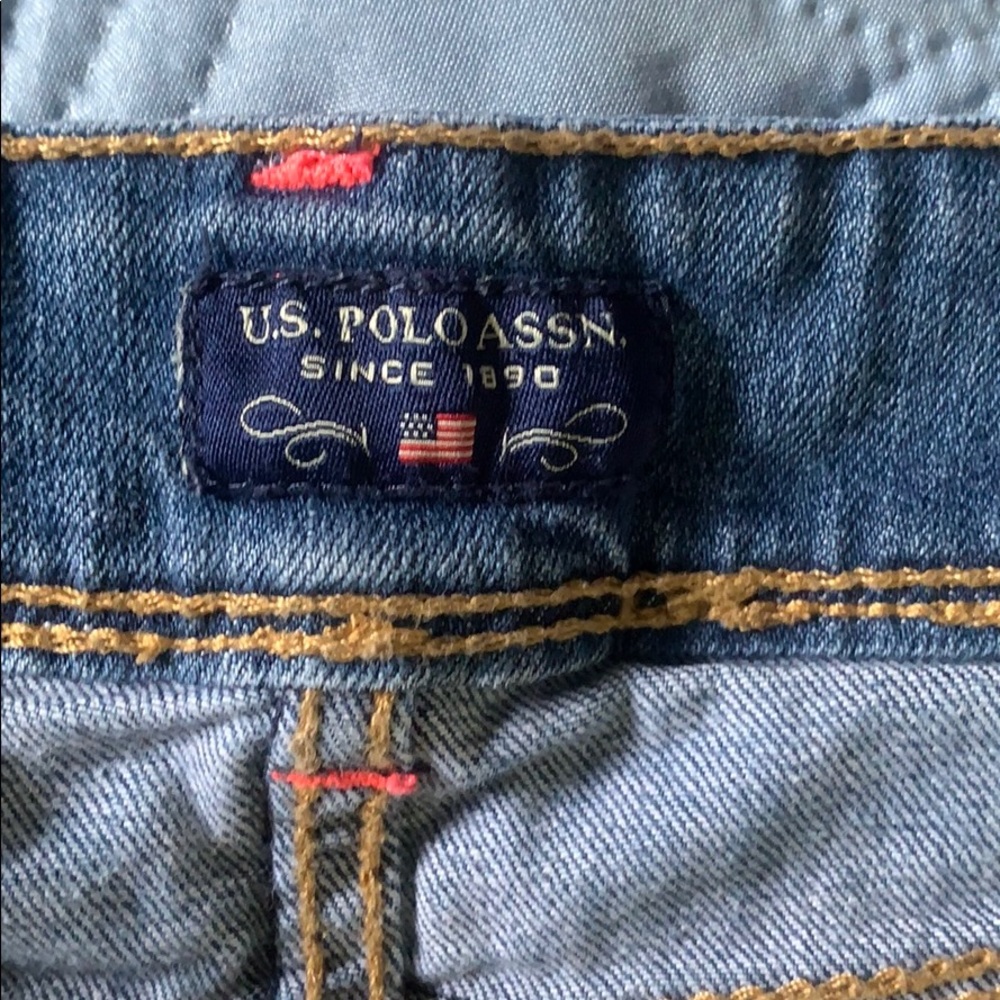 U.S. POLO ASSN.
SINCE 1890